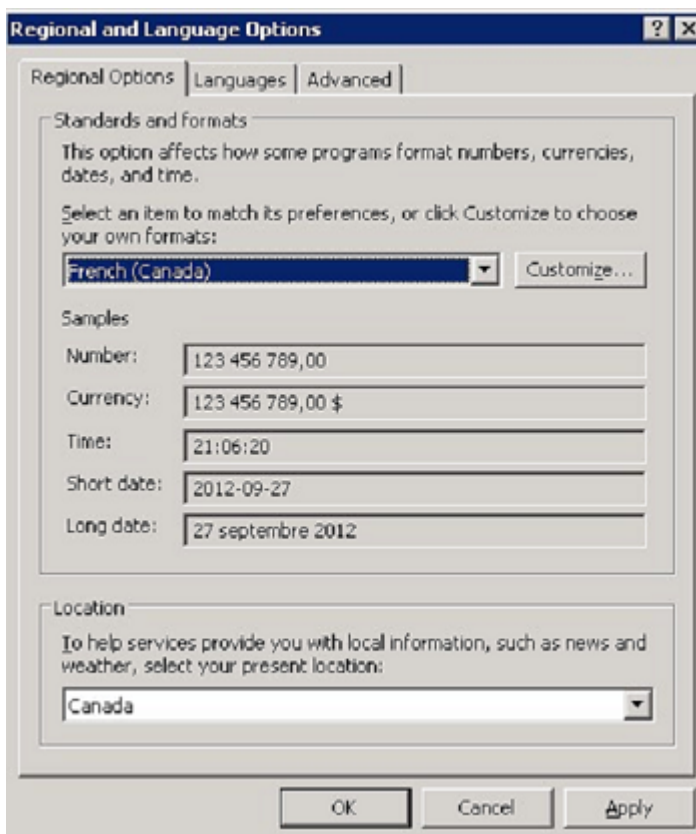 Regional and Language Options
Regional Options Languages Advanced
Standards and formats
This option affects how some programs format numbers, currencies,
dates, and time.
Select an item to match its preferences, or click Customize to choose
your own formats:
French (Canada) Customize...
Samples
Number: 123 456 789,00
Currency: 123 456 789,00 $
Time: 21:06:20
Short date: 2012-09-27
Long date: 27 septembre 2012
Location
To help services provide you with local information, such as news and
weather, select your present location:
Canada
OK Cancel Apply